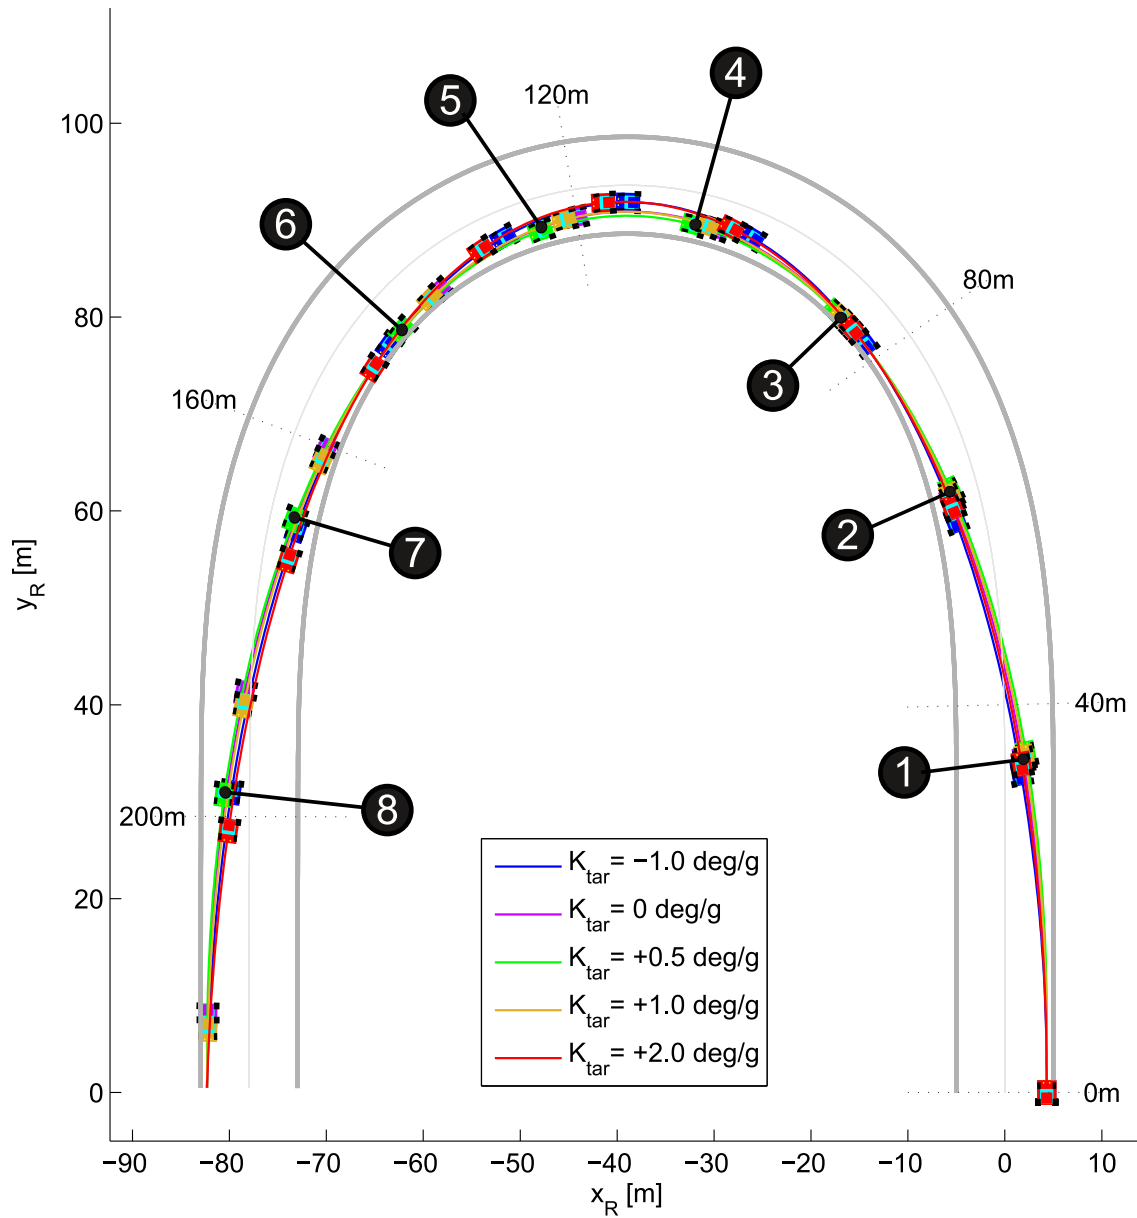 4
5
120m
100
3
80m
6
80
160m
2
7
60
y_R [m]
40
40m
1
8
200m
K_tar= −1.0 deg/g
K_tar= 0 deg/g
K_tar= +0.5 deg/g
K_tar= +1.0 deg/g
K_tar= +2.0 deg/g
20
0
0m
−90 −80 −70 −60 −50 −40 −30 −20 −10 0 10
x_R [m]